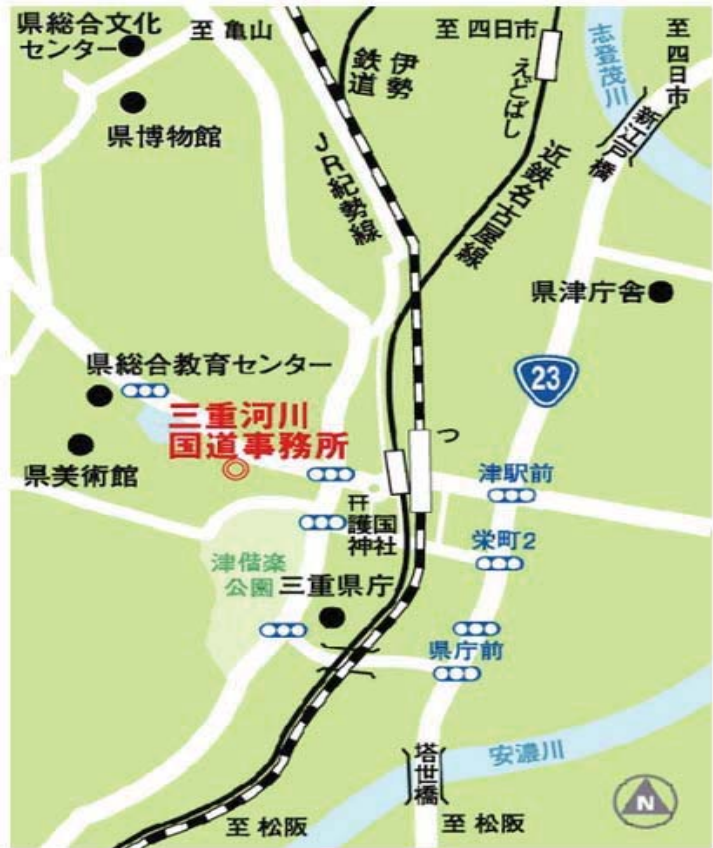 県総合文化
センター
至 亀山
伊勢
鉄道
至 四日市
えどばし
志登茂川
至 四日市
新江戸橋
県博物館
JR紀勢線
近鉄名古屋線
県津庁舎
23
県総合教育センター
三重河川
国道事務所
県美術館
つ
津駅前
護国
神社
栄町2
津偕楽
公園
三重県庁
県庁前
塔世橋
安濃川
至 松阪
至 松阪
N